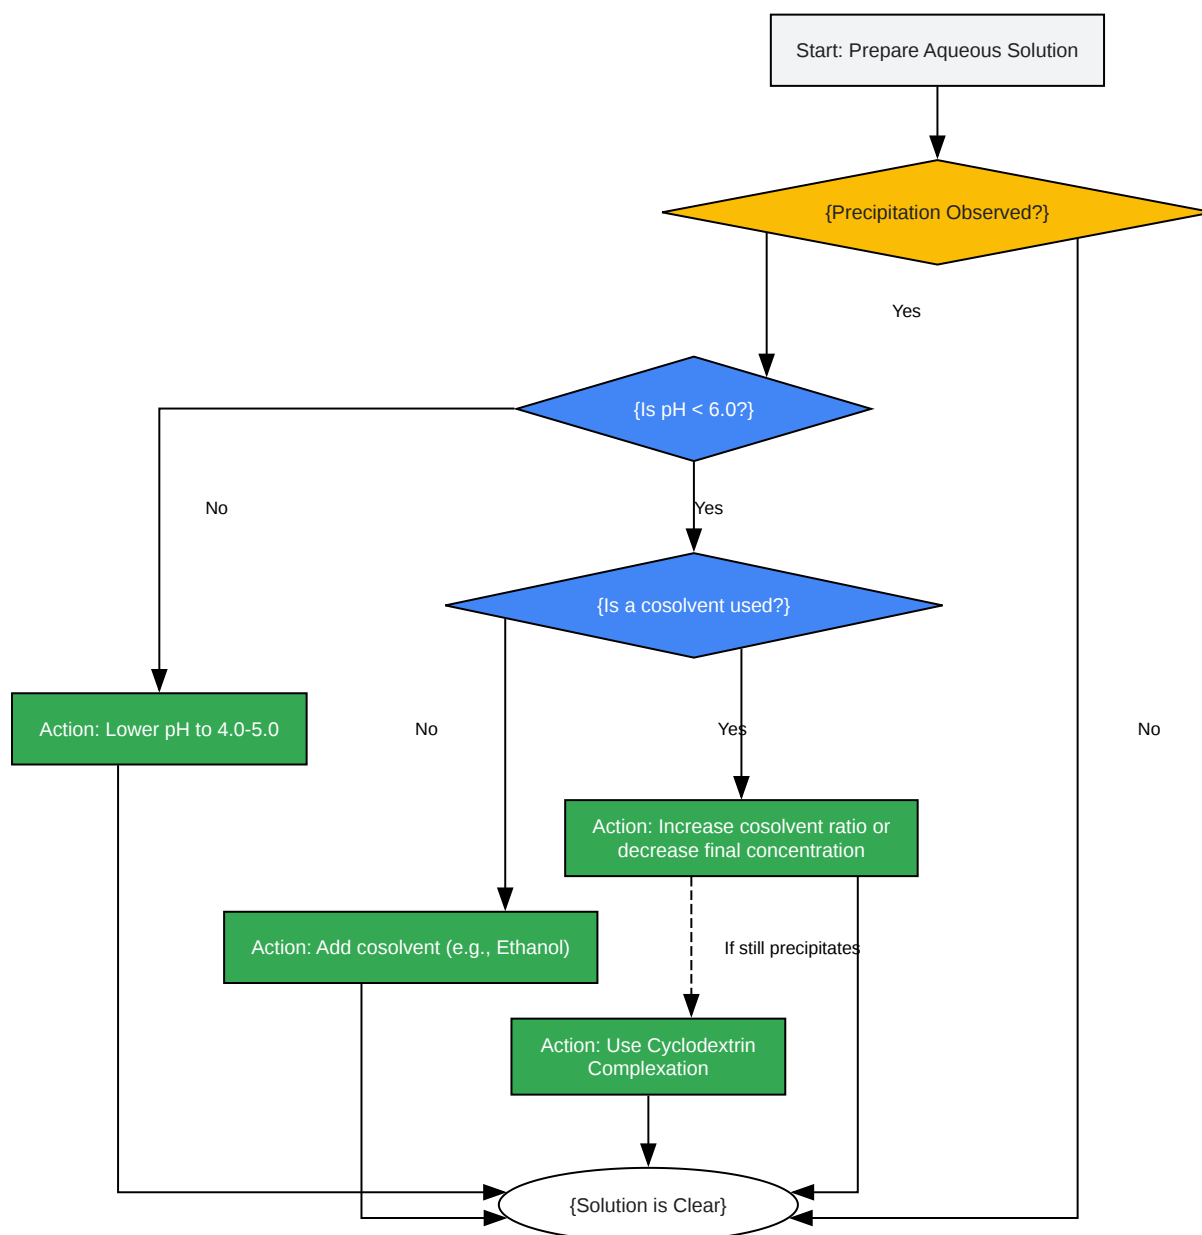 Start: Prepare Aqueous Solution
{Precipitation Observed?}
Yes
{Is pH < 6.0?}
No
Yes
{Is a cosolvent used?}
Action: Lower pH to 4.0-5.0
No
Yes
No
Action: Increase cosolvent ratio or
decrease final concentration
Action: Add cosolvent (e.g., Ethanol)
If still precipitates
Action: Use Cyclodextrin
Complexation
{Solution is Clear}